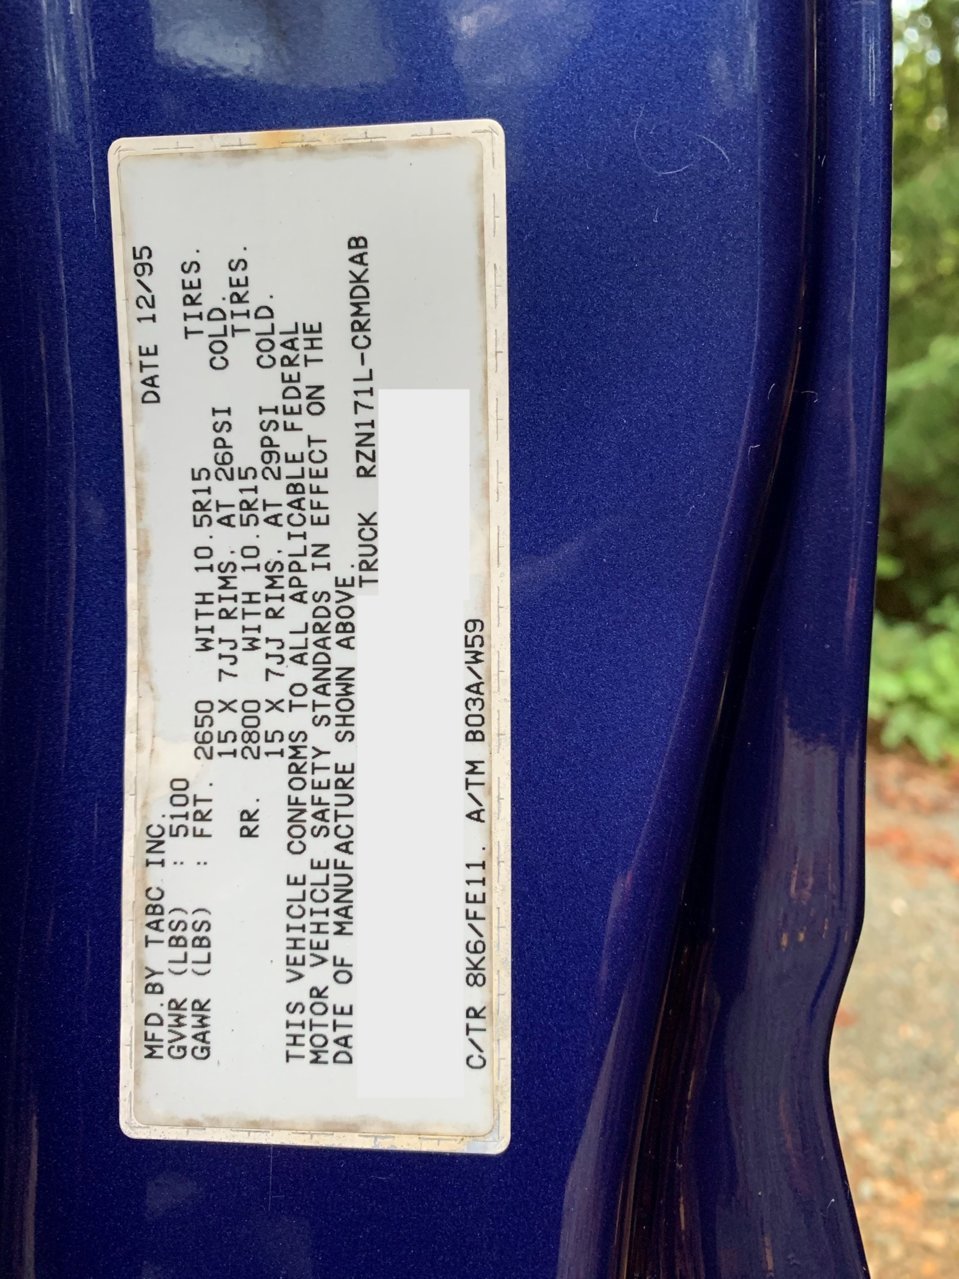 MFD.BY TABC INC. DATE 12/95
GVWR (LBS) : 5100
GAWR (LBS) : FRT. 2650 WITH 10.5R15 TIRES.
15 X 7JJ RIMS. AT 26PSI COLD.
RR. 2800 WITH 10.5R15 TIRES.
15 X 7JJ RIMS. AT 29PSI COLD.
THIS VEHICLE CONFORMS TO ALL APPLICABLE FEDERAL
MOTOR VEHICLE SAFETY STANDARDS IN EFFECT ON THE
DATE OF MANUFACTURE SHOWN ABOVE.
TRUCK RZN171L-CRMDKAB
C/TR 8K6/FE11. A/TM B03A/W59